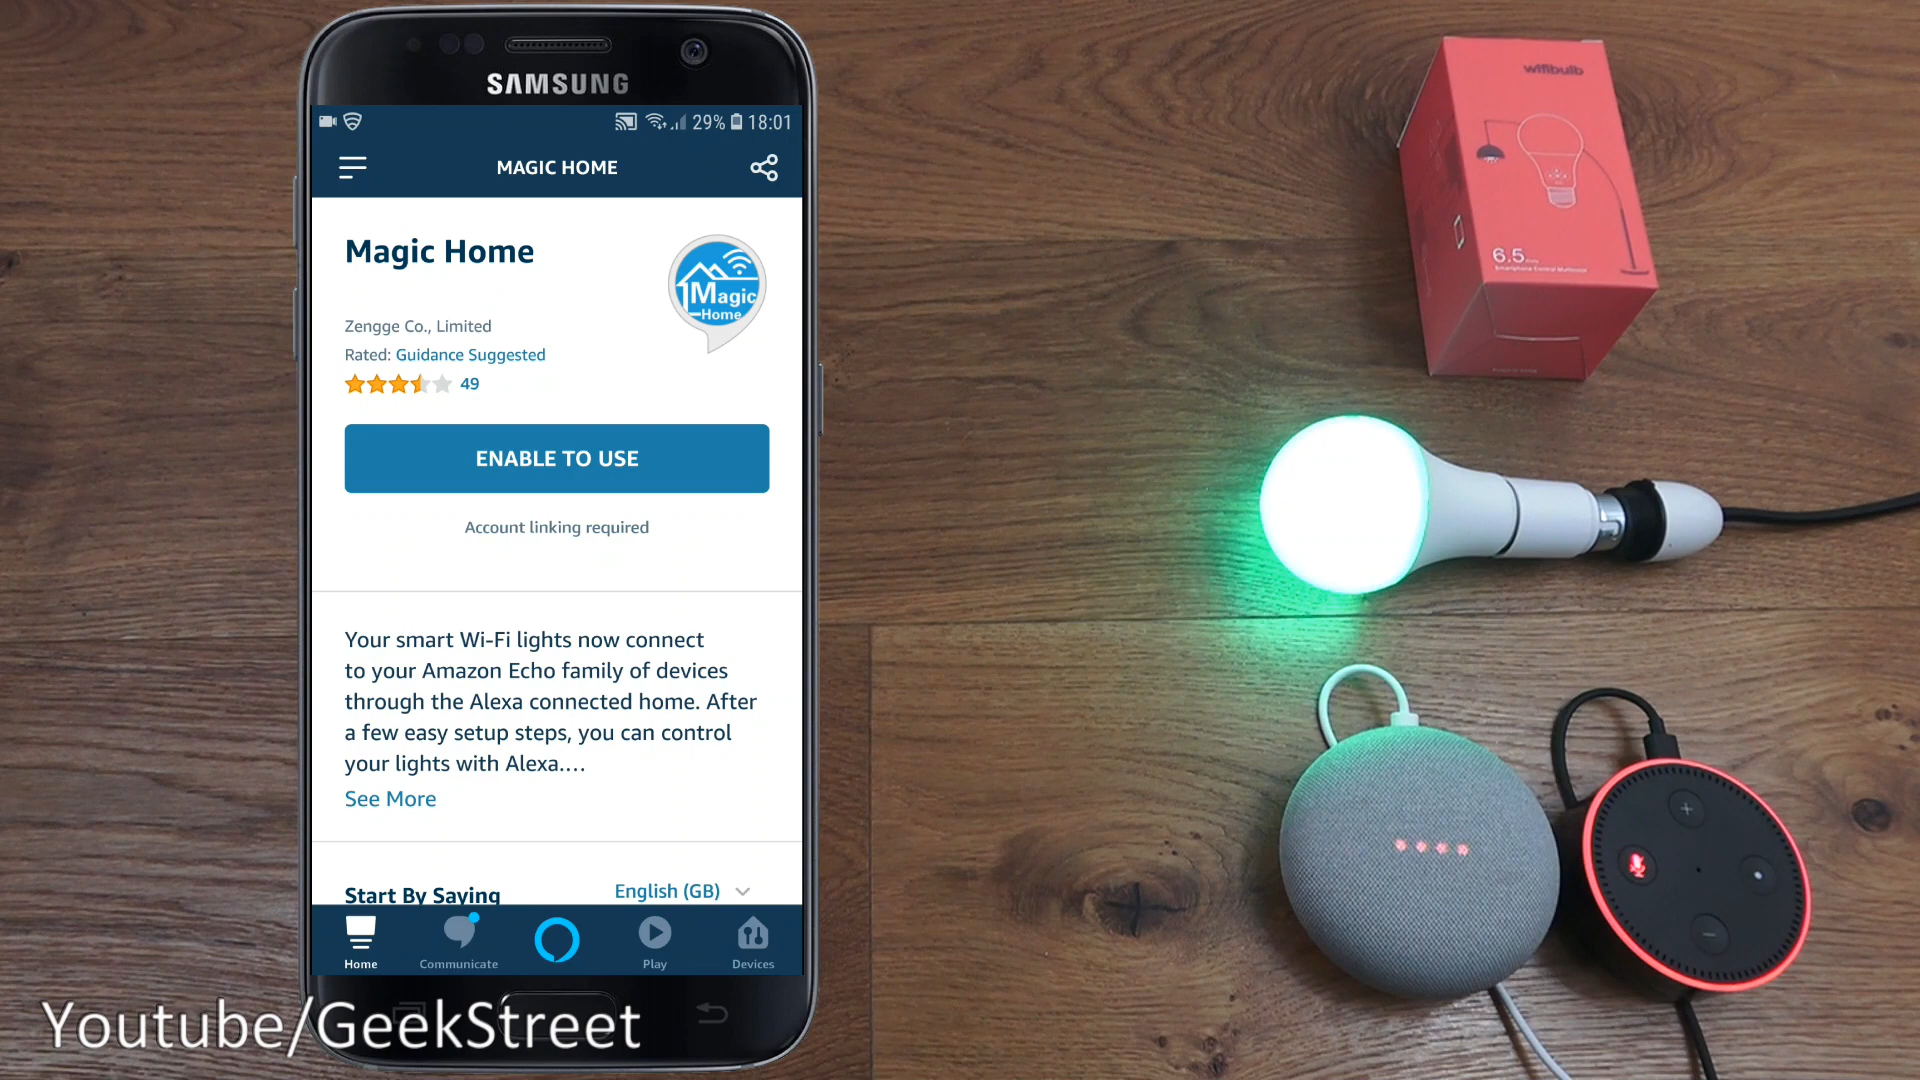 SAMSUNG
29% 18:01
MAGIC HOME
Magic Home
Magic
Home
Zengge Co., Limited
Rated: Guidance Suggested
49
ENABLE TO USE
Account linking required
Your smart Wi-Fi lights now connect
to your Amazon Echo family of devices
through the Alexa connected home. After
a few easy setup steps, you can control
your lights with Alexa....
See More
Start By Saying
English (GB)
Home
Communicate
Play
Devices
Youtube/GeekStreet
wifibulb
6.5
Smartphone Control Multicolor